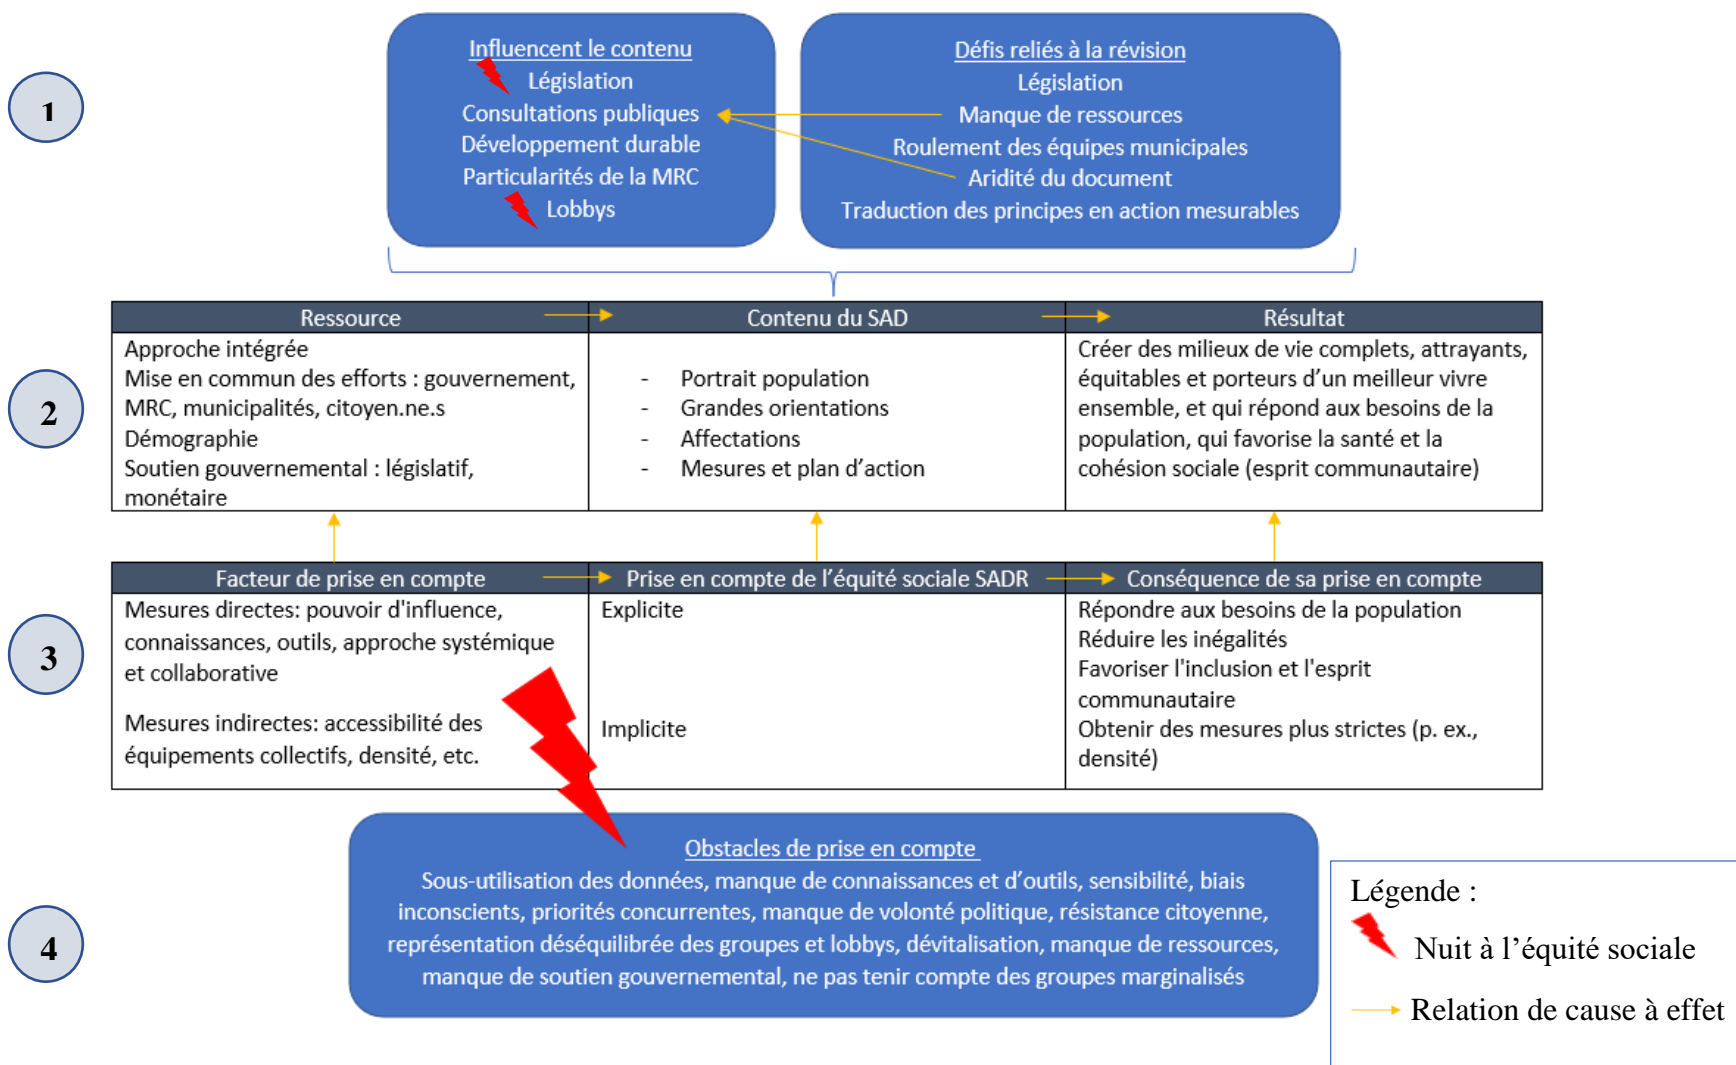 1
Influencent le contenu
Législation
Consultations publiques
Développement durable
Particularités de la MRC
Lobbys
Défis reliés à la révision
Législation
Manque de ressources
Roulement des équipes municipales
Aridité du document
Traduction des principes en action mesurables
2
Ressource
Approche intégrée
Mise en commun des efforts : gouvernement,
MRC, municipalités, citoyen.ne.s
Démographie
Soutien gouvernemental : législatif,
monétaire
Contenu du SAD
- Portrait population
- Grandes orientations
- Affectations
- Mesures et plan d’action
Résultat
Créer des milieux de vie complets, attrayants,
équitables et porteurs d’un meilleur vivre
ensemble, et qui répond aux besoins de la
population, qui favorise la santé et la
cohésion sociale (esprit communautaire)
3
Facteur de prise en compte
Mesures directes: pouvoir d'influence,
connaissances, outils, approche systémique
et collaborative
Mesures indirectes: accessibilité des
équipements collectifs, densité, etc.
Prise en compte de l’équité sociale SADR
Explicite
Implicite
Conséquence de sa prise en compte
Répondre aux besoins de la population
Réduire les inégalités
Favoriser l'inclusion et l'esprit
communautaire
Obtenir des mesures plus strictes (p. ex.,
densité)
4
Obstacles de prise en compte
Sous-utilisation des données, manque de connaissances et d’outils, sensibilité, biais
inconscients, priorités concurrentes, manque de volonté politique, résistance citoyenne,
représentation déséquilibrée des groupes et lobbys, dévitalisation, manque de ressources,
manque de soutien gouvernemental, ne pas tenir compte des groupes marginalisés
Légende :
Nuit à l’équité sociale
Relation de cause à effet